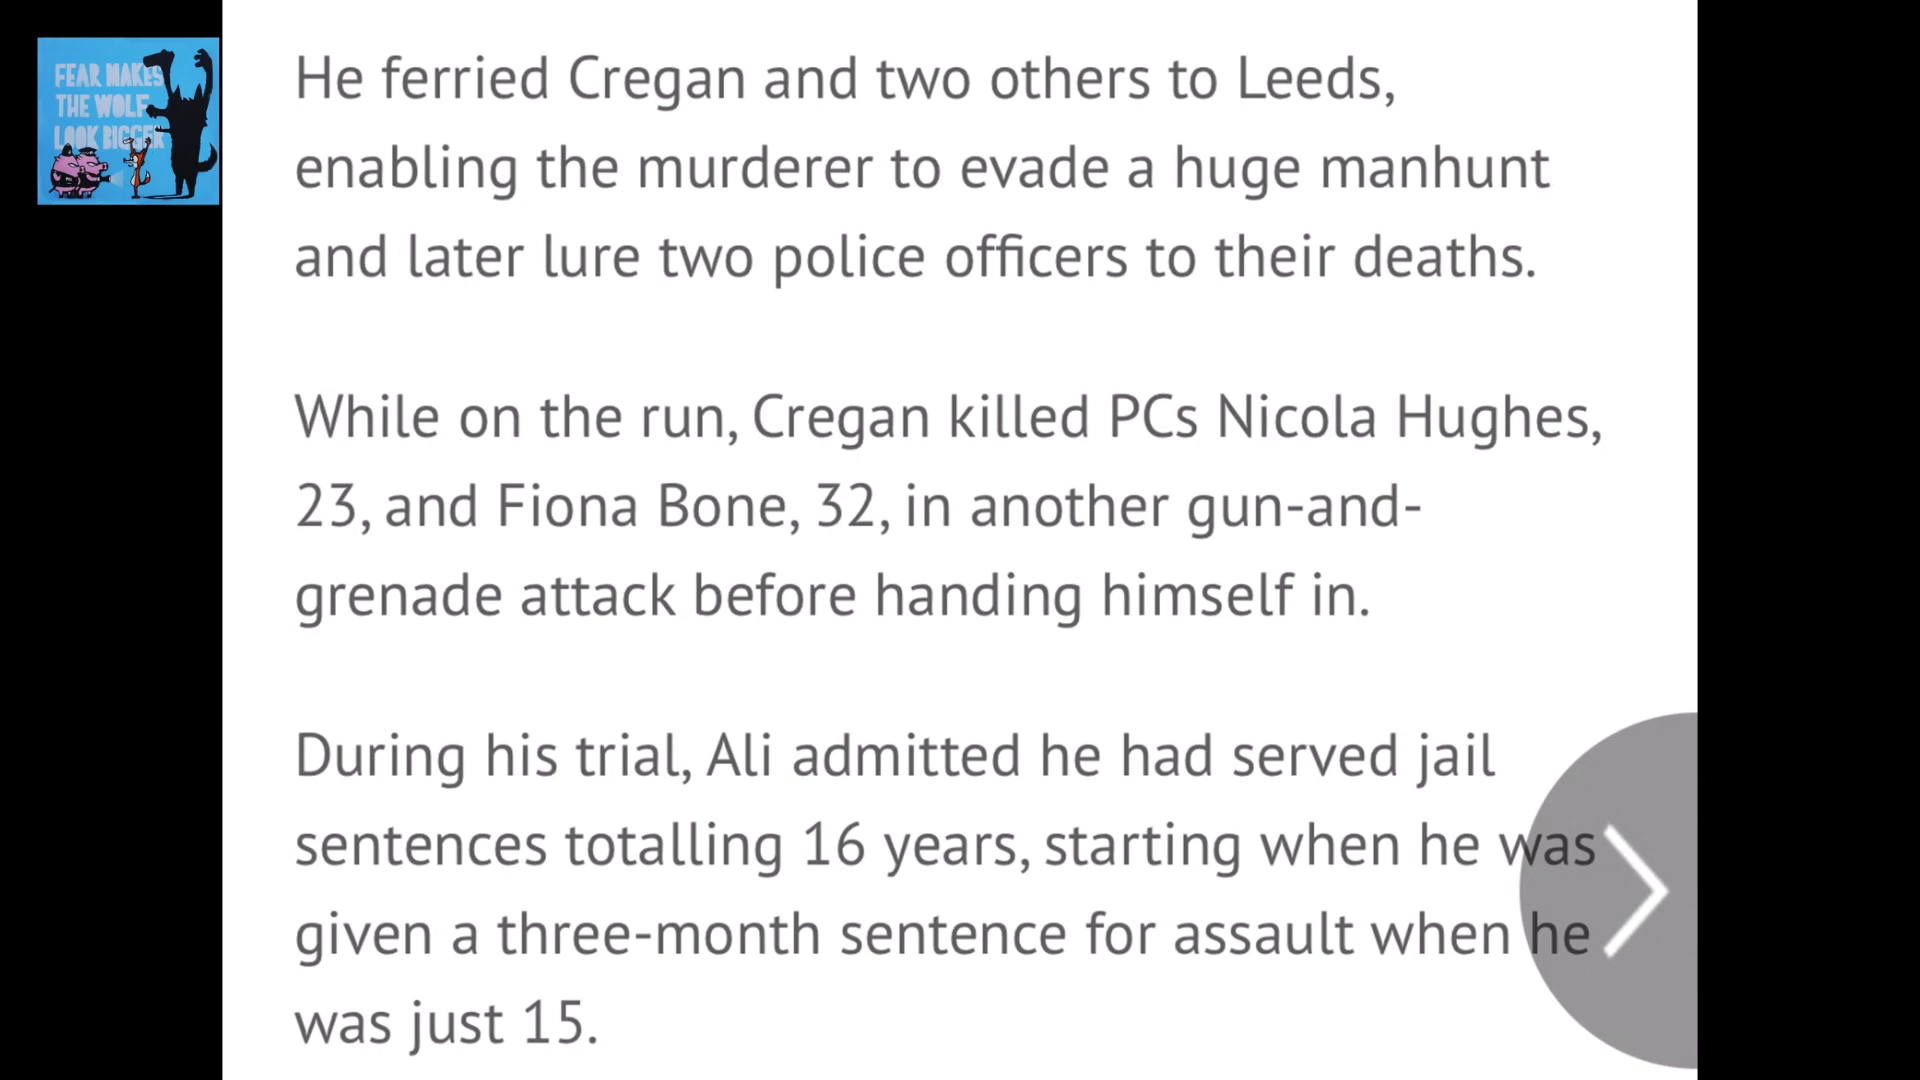 FEAR MAKES
THE WOLF
LOOK BIGGER
He ferried Cregan and two others to Leeds,
enabling the murderer to evade a huge manhunt
and later lure two police officers to their deaths.
While on the run, Cregan killed PCs Nicola Hughes,
23, and Fiona Bone, 32, in another gun-and-
grenade attack before handing himself in.
During his trial, Ali admitted he had served jail
sentences totalling 16 years, starting when he was
given a three-month sentence for assault when he
was just 15.